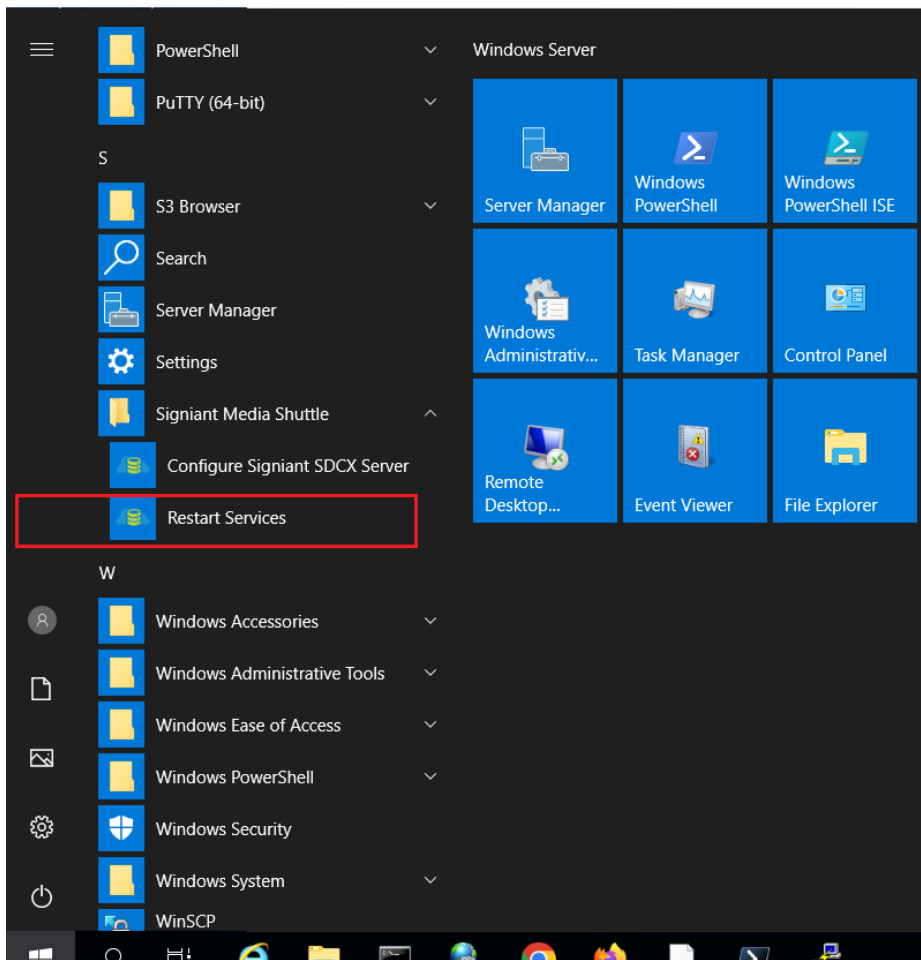 PowerShell
PuTTY (64-bit)
S
S3 Browser
Search
Server Manager
Settings
Signiant Media Shuttle
Configure Signiant SDCX Server
Restart Services
W
Windows Accessories
Windows Administrative Tools
Windows Ease of Access
Windows PowerShell
Windows Security
Windows System
WinSCP
Windows Server
Server Manager
Windows
PowerShell
Windows
PowerShell ISE
Windows
Administrativ...
Task Manager
Control Panel
Remote
Desktop...
Event Viewer
File Explorer